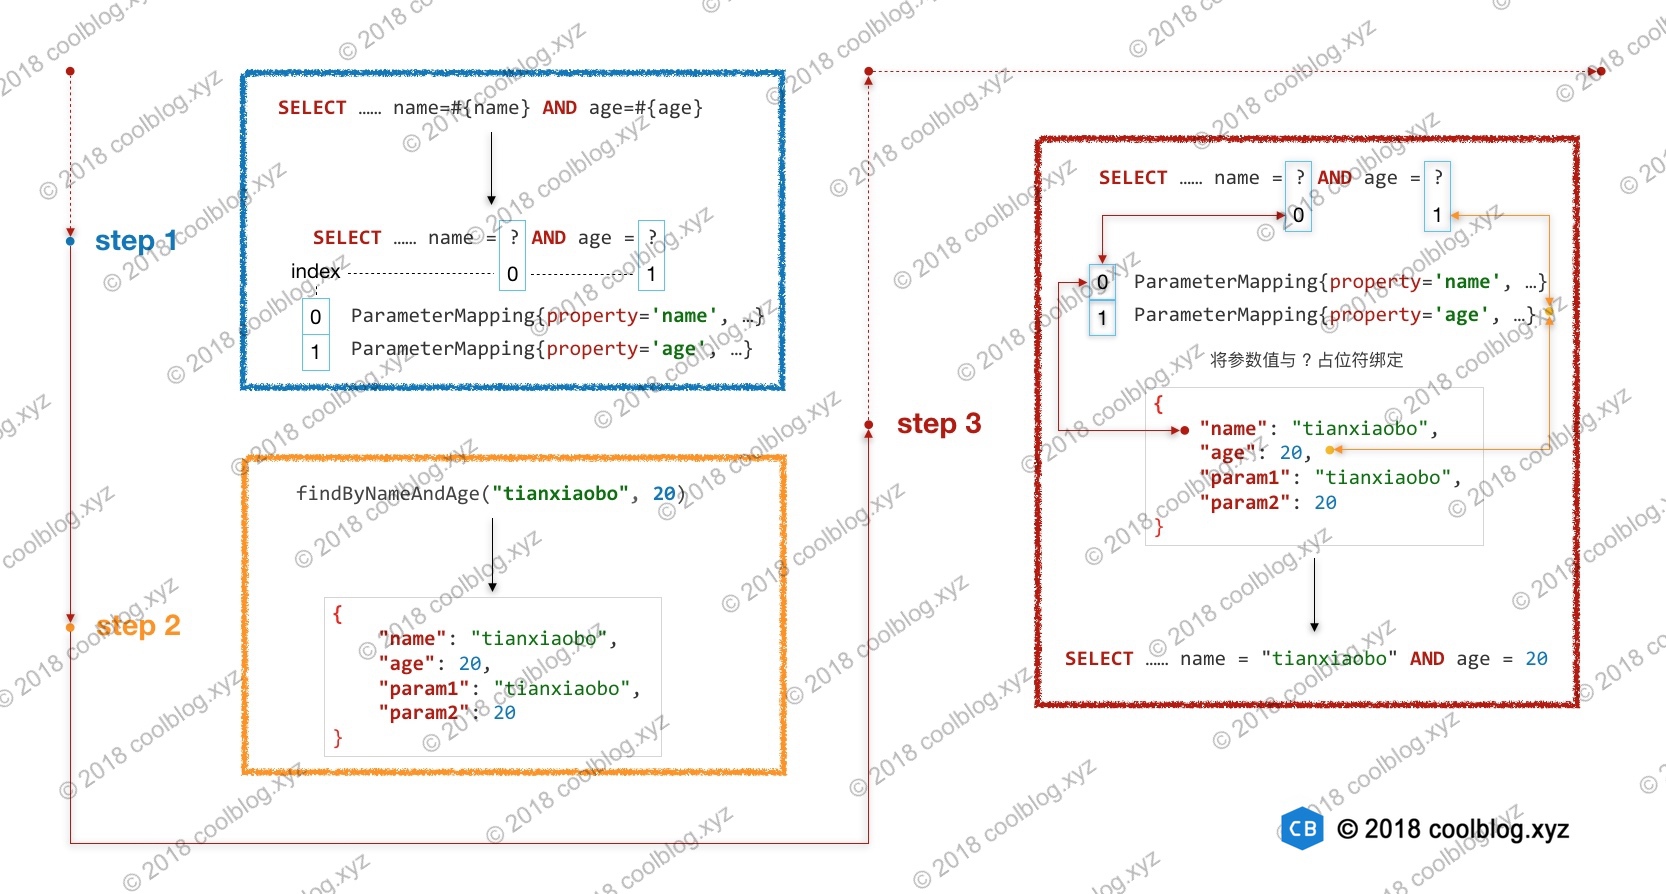 step 1
SELECT …… name=#{name} AND age=#{age}
SELECT …… name = ? AND age = ?
index 0 1
0 ParameterMapping{property='name', …}
1 ParameterMapping{property='age', …}
step 2
findByNameAndAge("tianxiaobo", 20)
{
"name": "tianxiaobo",
"age": 20,
"param1": "tianxiaobo",
"param2": 20
}
step 3
SELECT …… name = ? AND age = ?
0 1
0 ParameterMapping{property='name', …}
1 ParameterMapping{property='age', …}
将参数值与 ? 占位符绑定
{
"name": "tianxiaobo",
"age": 20,
"param1": "tianxiaobo",
"param2": 20
}
SELECT …… name = "tianxiaobo" AND age = 20
CB © 2018 coolblog.xyz
© 2018 coolblog.xyz